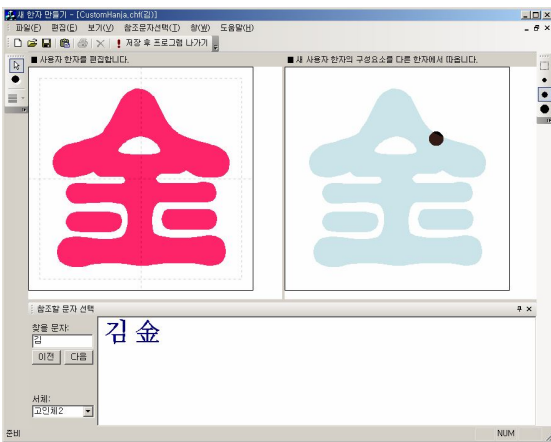 새 한자 만들기 - [CustomHanja.chf(김)]
파일(F) 편집(E) 보기(V) 참조문자선택(T) 창(W) 도움말(H)
저장 후 프로그램 나가기
■ 사용자 한자를 편집합니다.
■ 새 사용자 한자의 구성요소를 다른 한자에서 따옵니다.
金
金
참조할 문자 선택
찾을 문자:
김
이전 다음
서체:
고인체2
김 金
준비
NUM